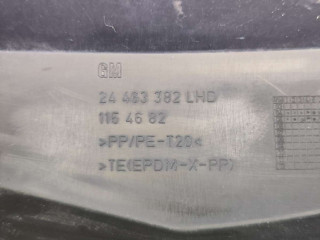 GM
24 463 382 LHD
116 46 82
>PP/PE-T20<
>TE(EPDM-X-PP)